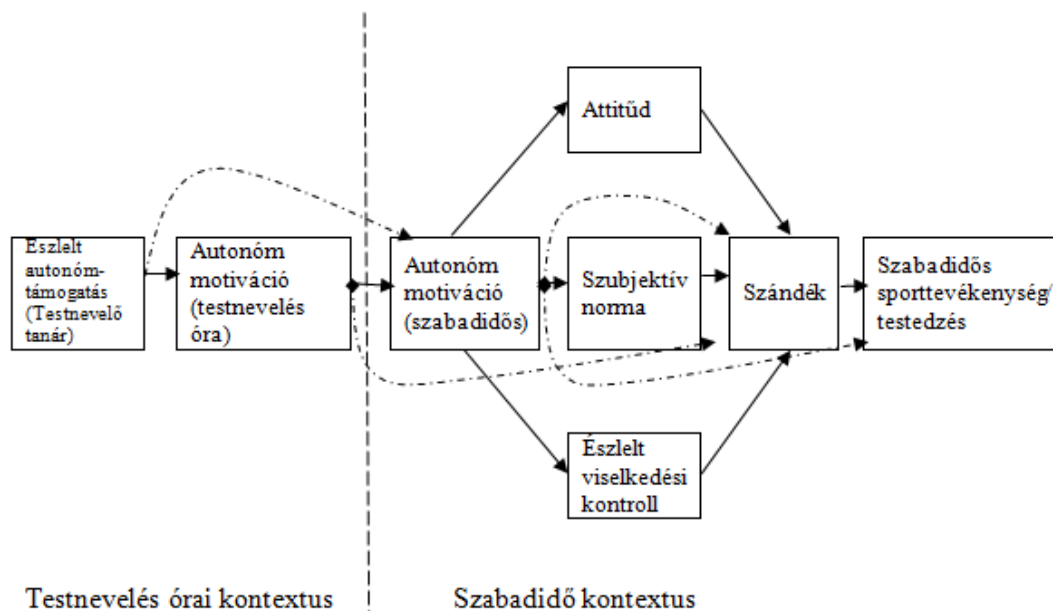 Attitűd
Eszlelt
autonóm-
támogatás
(Testnevelő
tanár)
Autonóm
motiváció
(testnevelés
óra)
Autonóm
motiváció
(szabadidős)
Szubjektív
norma
Szándék
Szabadidős
sporttevékenység/
testedzés
Észlelt
viselkedési
kontroll
Testnevelés órai kontextus
Szabadidő kontextus